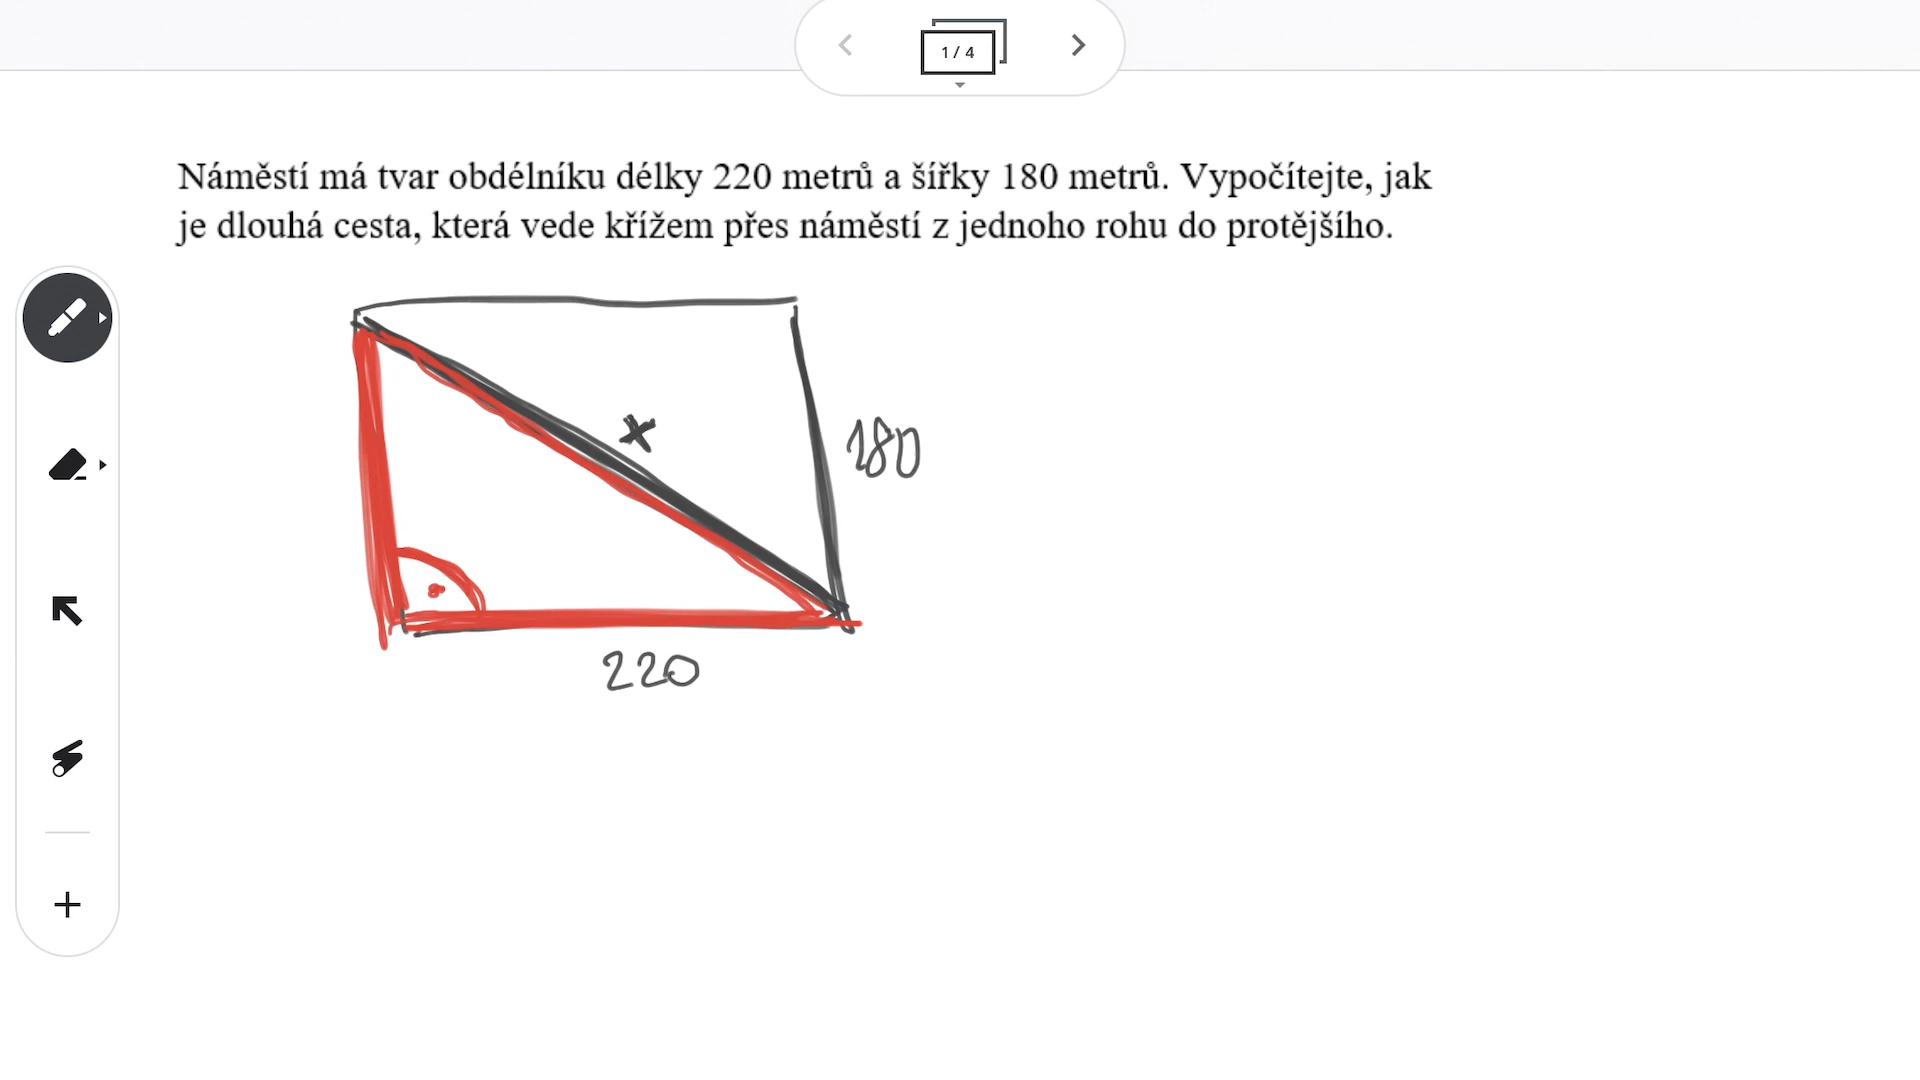 1 / 4
Náměstí má tvar obdélníku délky 220 metrů a šířky 180 metrů. Vypočítejte, jak
je dlouhá cesta, která vede křížem přes náměstí z jednoho rohu do protějšího.
x
180
220